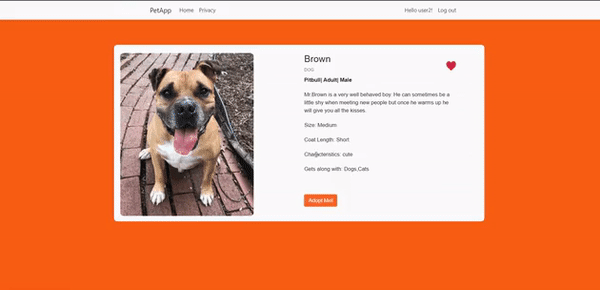 PetApp Home Privacy Hello user2! Log out
Brown
DOG
Pitbull| Adult| Male
Mr.Brown is a very well behaved boy. He can sometimes be a
little shy when meeting new people but once he warms up he
will give you all the kisses.
Size: Medium
Coat Length: Short
Characteristics: cute
Gets along with: Dogs,Cats
Adopt Me!